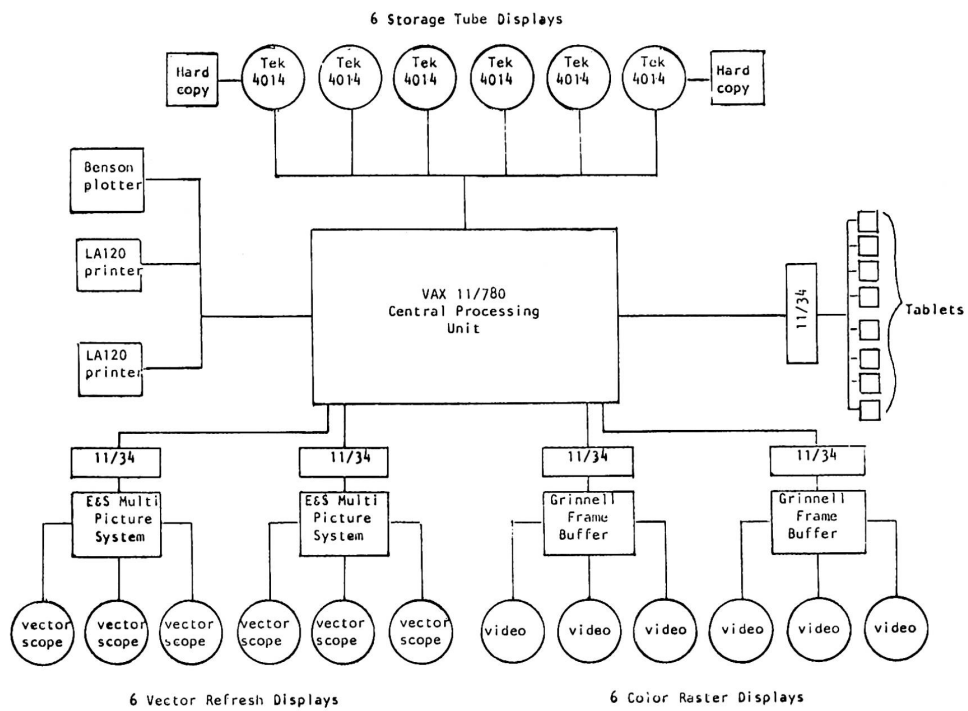 6 Storage Tube Displays
Hard
copy
Tek
4014
Tek
4014
Tek
4014
Tek
4014
Tek
4014
Tek
4014
Hard
copy
Benson
plotter
LA120
printer
LA120
printer
VAX 11/780
Central Processing
Unit
11/34
Tablets
11/34
11/34
11/34
11/34
E&S Multi
Picture
System
E&S Multi
Picture
System
Grinnell
Frame
Buffer
Grinnell
Frame
Buffer
vector
scope
vector
scope
vector
scope
vector
scope
vector
scope
vector
scope
video
video
video
video
video
video
6 Vector Refresh Displays
6 Color Raster Displays